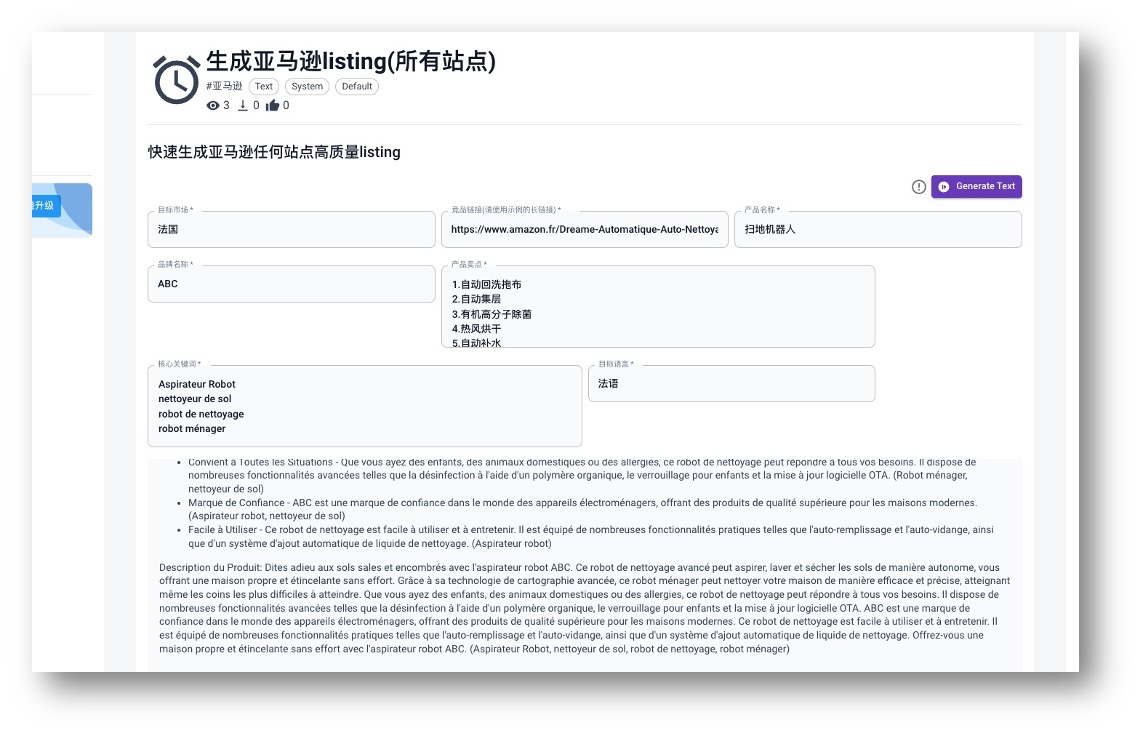 生成亚马逊listing(所有站点)
#亚马逊 Text System Default
3 0 0
快速生成亚马逊任何站点高质量listing
升级
Generate Text
目标市场 *
法国
竞品链接(请使用示例的长链接) *
https://www.amazon.fr/Dreame-Automatique-Auto-Nettoya
产品名称 *
扫地机器人
品牌名称 *
ABC
产品卖点 *
1.自动回洗拖布
2.自动集层
3.有机高分子除菌
4.热风烘干
5.自动补水
核心关键词 *
Aspirateur Robot
nettoyeur de sol
robot de nettoyage
robot ménager
目标语言 *
法语
• Convient à Toutes les Situations - Que vous ayez des enfants, des animaux domestiques ou des allergies, ce robot de nettoyage peut répondre à tous vos besoins. Il dispose de
nombreuses fonctionnalités avancées telles que la désinfection à l'aide d'un polymère organique, le verrouillage pour enfants et la mise à jour logicielle OTA. (Robot ménager,
nettoyeur de sol)
• Marque de Confiance - ABC est une marque de confiance dans le monde des appareils électroménagers, offrant des produits de qualité supérieure pour les maisons modernes.
(Aspirateur robot, nettoyeur de sol)
• Facile à Utiliser - Ce robot de nettoyage est facile à utiliser et à entretenir. Il est équipé de nombreuses fonctionnalités pratiques telles que l'auto-remplissage et l'auto-vidange, ainsi
que d'un système d'ajout automatique de liquide de nettoyage. (Aspirateur robot)
Description du Produit: Dites adieu aux sols sales et encombrés avec l'aspirateur robot ABC. Ce robot de nettoyage avancé peut aspirer, laver et sécher les sols de manière autonome, vous
offrant une maison propre et étincelante sans effort. Grâce à sa technologie de cartographie avancée, ce robot ménager peut nettoyer votre maison de manière efficace et précise, atteignant
même les coins les plus difficiles à atteindre. Que vous ayez des enfants, des animaux domestiques ou des allergies, ce robot de nettoyage peut répondre à tous vos besoins. Il dispose de
nombreuses fonctionnalités avancées telles que la désinfection à l'aide d'un polymère organique, le verrouillage pour enfants et la mise à jour logicielle OTA. ABC est une marque de
confiance dans le monde des appareils électroménagers, offrant des produits de qualité supérieure pour les maisons modernes. Ce robot de nettoyage est facile à utiliser et à entretenir. Il
est équipé de nombreuses fonctionnalités pratiques telles que l'auto-remplissage et l'auto-vidange, ainsi que d'un système d'ajout automatique de liquide de nettoyage. Offrez-vous une
maison propre et étincelante sans effort avec l'aspirateur robot ABC. (Aspirateur Robot, nettoyeur de sol, robot de nettoyage, robot ménager)